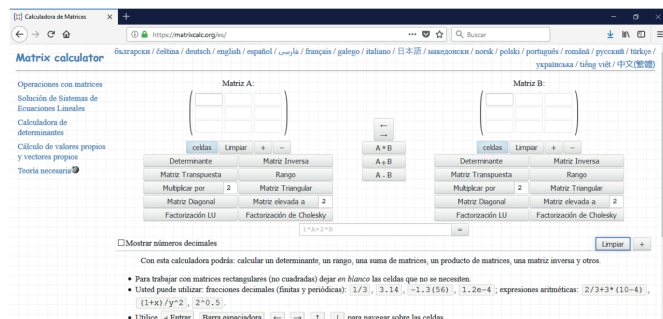 Calculadora de Matrices
https://matrixcalc.org/es/
Buscar
Matrix calculator
български / čeština / deutsch / english / español / فارسی / français / galego / italiano / 日本語 / македонски / norsk / polski / português / română / русский / türkçe /
українська / tiếng việt / 中文(繁體)
Operaciones con matrices
Solución de Sistemas de
Ecuaciones Lineales
Calculadora de
determinantes
Cálculo de valores propios
y vectores propios
Teoría necesaria
Matriz A: Matriz B:
←
→
celdas Limpiar + − A × B celdas Limpiar + −
Determinante Matriz Inversa A + B Determinante Matriz Inversa
Matriz Transpuesta Rango A - B Matriz Transpuesta Rango
Multiplicar por 2 Matriz Triangular Multiplicar por 2 Matriz Triangular
Matriz Diagonal Matriz elevada a 2 Matriz Diagonal Matriz elevada a 2
Factorización LU Factorización de Cholesky Factorización LU Factorización de Cholesky
1*A+2*B =
Mostrar números decimales Limpiar +
Con esta calculadora podrás: calcular un determinante, un rango, una suma de matrices, un producto de matrices, una matriz inversa y otros.
• Para trabajar con matrices rectangulares (no cuadradas) dejar en blanco las celdas que no se necesiten.
• Usted puede utilizar: fracciones decimales (finitas y periódicas): 1/3 , 3.14 , -1.3(56) , 1.2e-4 ; expresiones aritméticas: 2/3+3*(10-4) ,
(1+x)/y^2 , 2^0.5 .
• Utilice ↵ Entrar , Barra espaciadora , ← , → , ↑ , ↓ para navegar sobre las celdas.